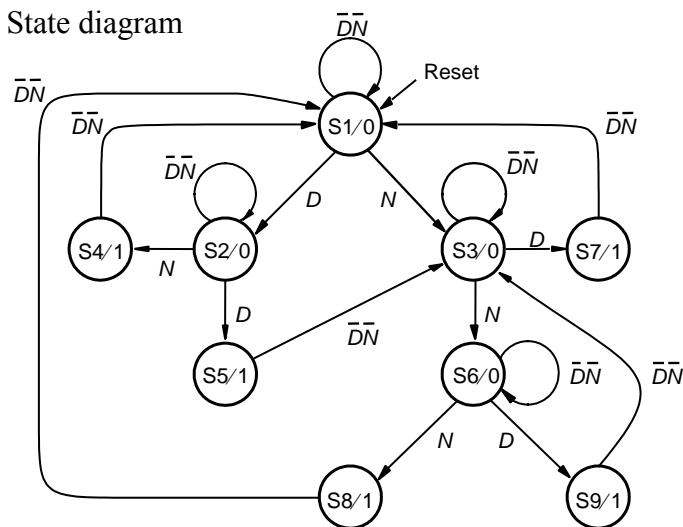 State diagram
D̅N̅
D̅N̅
Reset
S1/0
D̅N̅
D̅N̅
D̅N̅
D̅N̅
D
N
S4/1
S2/0
S3/0
D
S7/1
N
D
N
D̅N̅
S5/1
S6/0
D̅N̅
D̅N̅
N
D
S8/1
S9/1